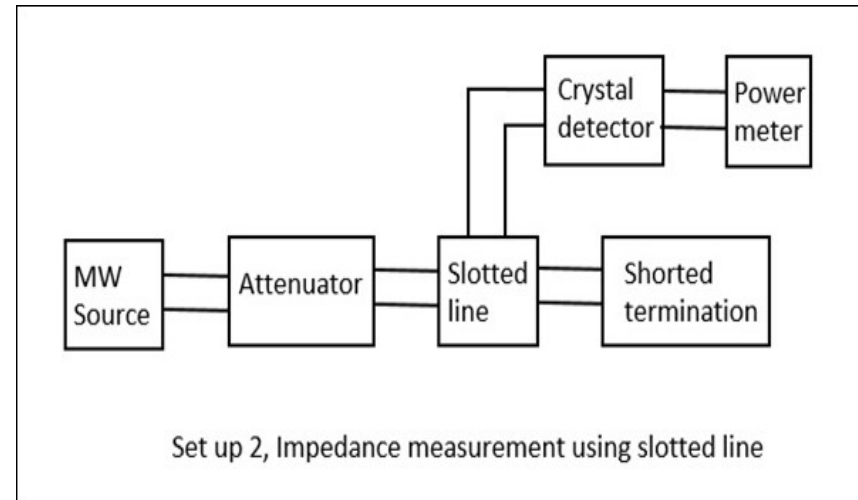 Crystal
detector
Power
meter
MW
Source
Attenuator
Slotted
line
Shorted
termination
Set up 2, Impedance measurement using slotted line